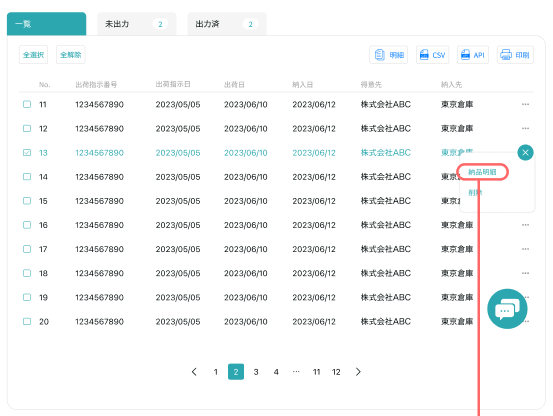 一覧 未出力 2 出力済 2
全選択 全解除 明細 CSV API 印刷
No. 出荷指示番号 出荷指示日 出荷日 納入日 得意先 納入先
11 1234567890 2023/05/05 2023/06/10 2023/06/12 株式会社ABC 東京倉庫 ···
12 1234567890 2023/05/05 2023/06/10 2023/06/12 株式会社ABC 東京倉庫 ···
13 1234567890 2023/05/05 2023/06/10 2023/06/12 株式会社ABC 東京倉庫
納品明細
14 1234567890 2023/05/05 2023/06/10 2023/06/12 株式会社ABC 東京
削除
15 1234567890 2023/05/05 2023/06/10 2023/06/12 株式会社ABC 東京
16 1234567890 2023/05/05 2023/06/10 2023/06/12 株式会社ABC 東京倉庫 ···
17 1234567890 2023/05/05 2023/06/10 2023/06/12 株式会社ABC 東京倉庫 ···
18 1234567890 2023/05/05 2023/06/10 2023/06/12 株式会社ABC 東京倉庫 ···
19 1234567890 2023/05/05 2023/06/10 2023/06/12 株式会社ABC 東京倉庫
20 1234567890 2023/05/05 2023/06/10 2023/06/12 株式会社ABC 東京倉庫
1 2 3 4 ··· 11 12